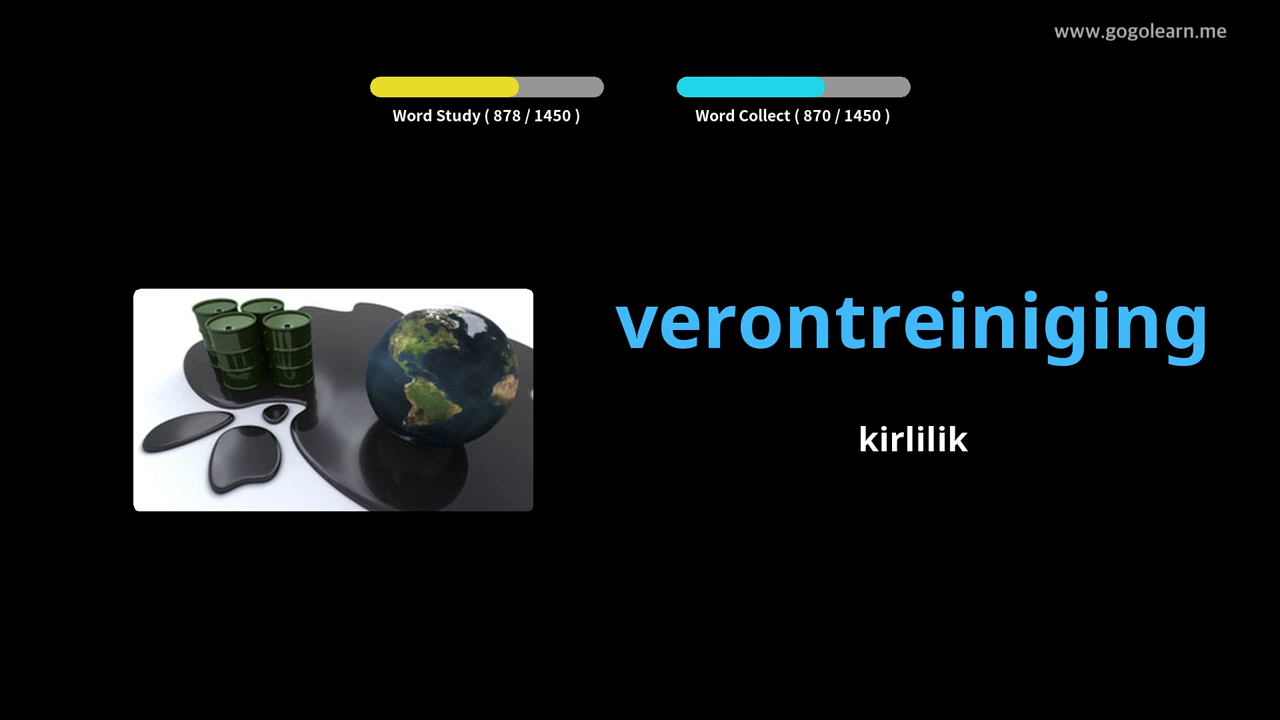 www.gogolearn.me
Word Study ( 878 / 1450 )
Word Collect ( 870 / 1450 )
verontreiniging
kirlilik